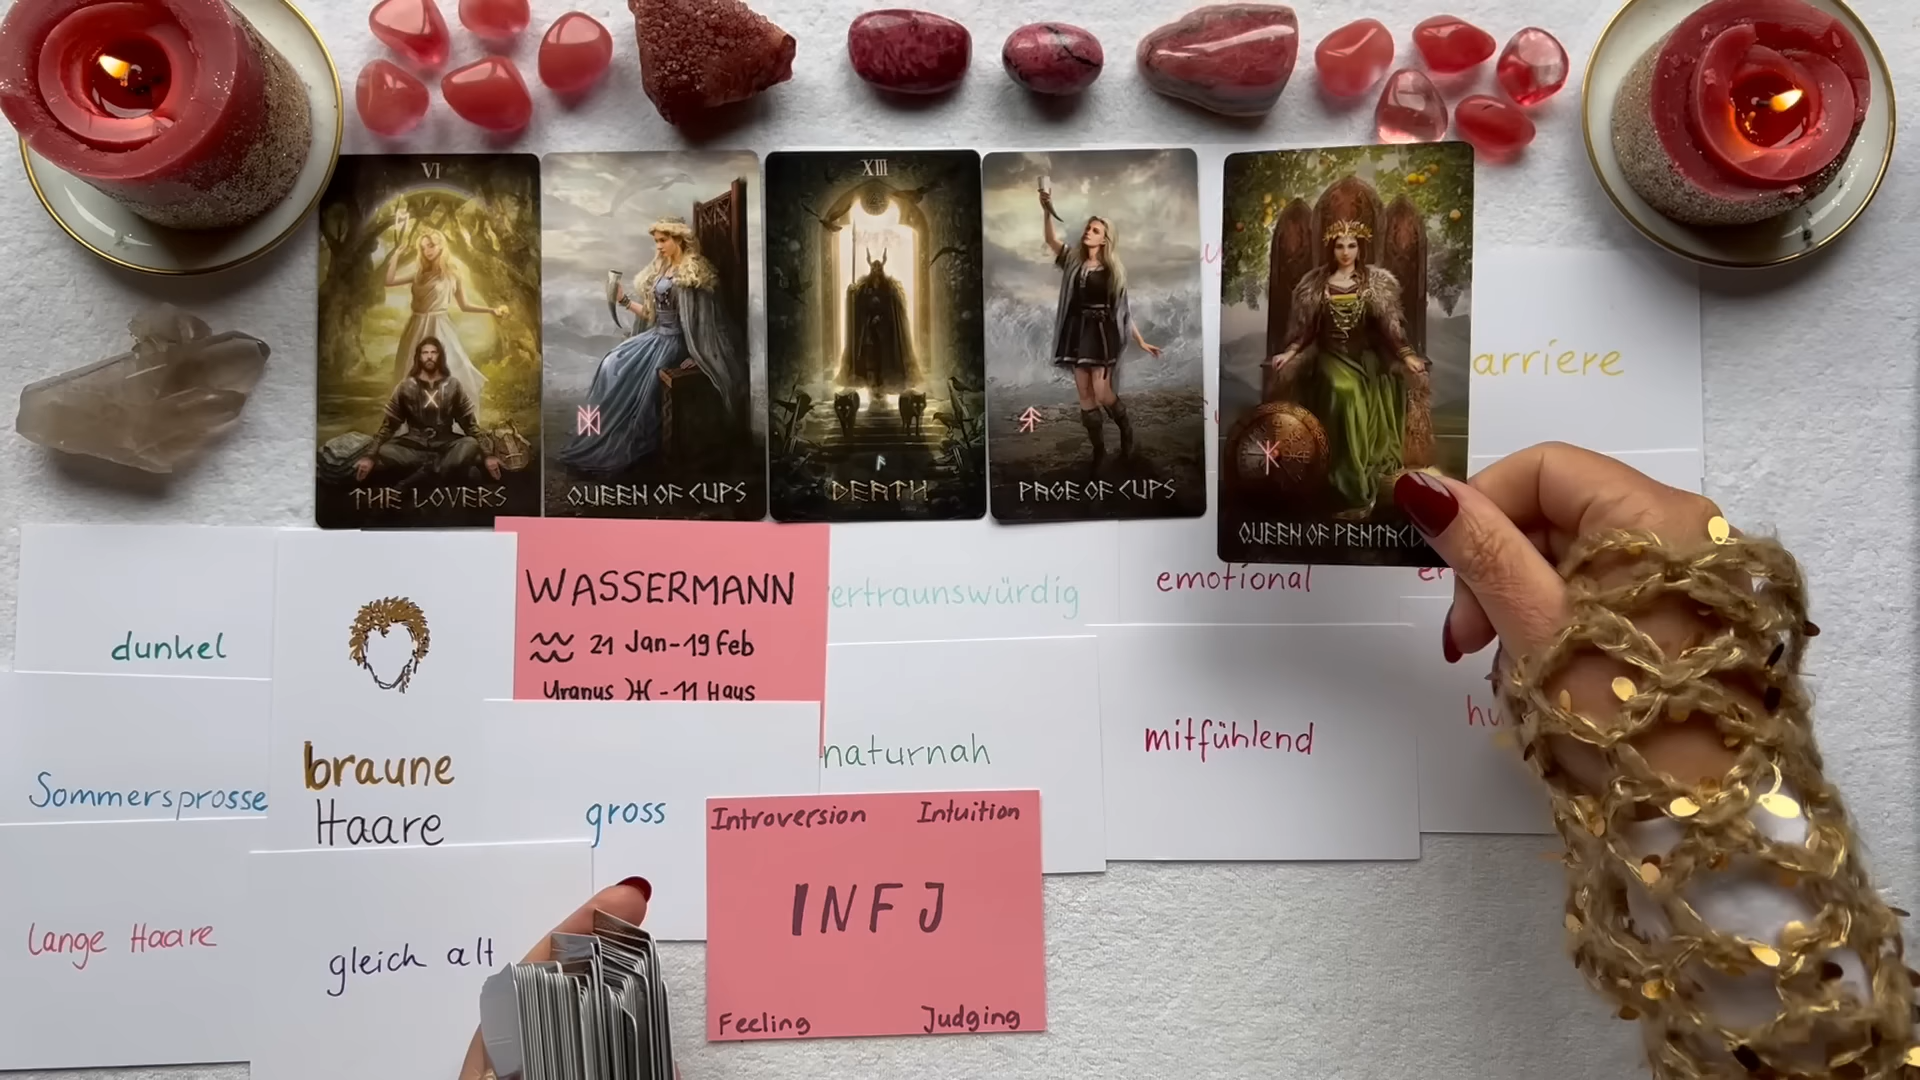 VI
THE LOVERS
QUEEN OF CUPS
XIII
DEATH
PAGE OF CUPS
QUEEN OF
arriere
dunkel
braune
Haare
WASSERMANN
21 Jan-19 Feb
Uranus - 11 Haus
ertraunswürdig
emotional
Sommersprosse
gross
naturnah
mitfühlend
lange Haare
gleich alt
Introversion Intuition
INFJ
Feeling Judging